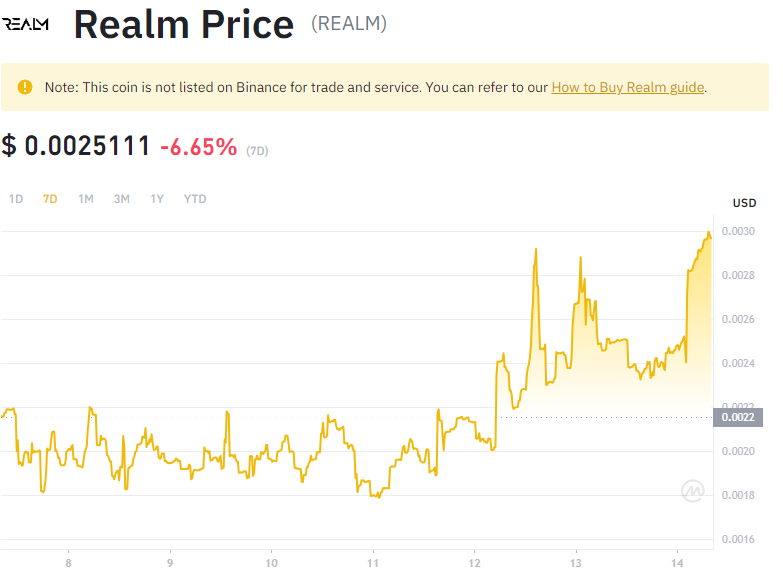 REALM
Realm Price (REALM)
Note: This coin is not listed on Binance for trade and service. You can refer to our How to Buy Realm guide.
$ 0.0025111 -6.65% (7D)
1D 7D 1M 3M 1Y YTD
USD
0.0030
0.0028
0.0026
0.0024
0.0022
0.0022
0.0020
0.0018
0.0016
8 9 10 11 12 13 14